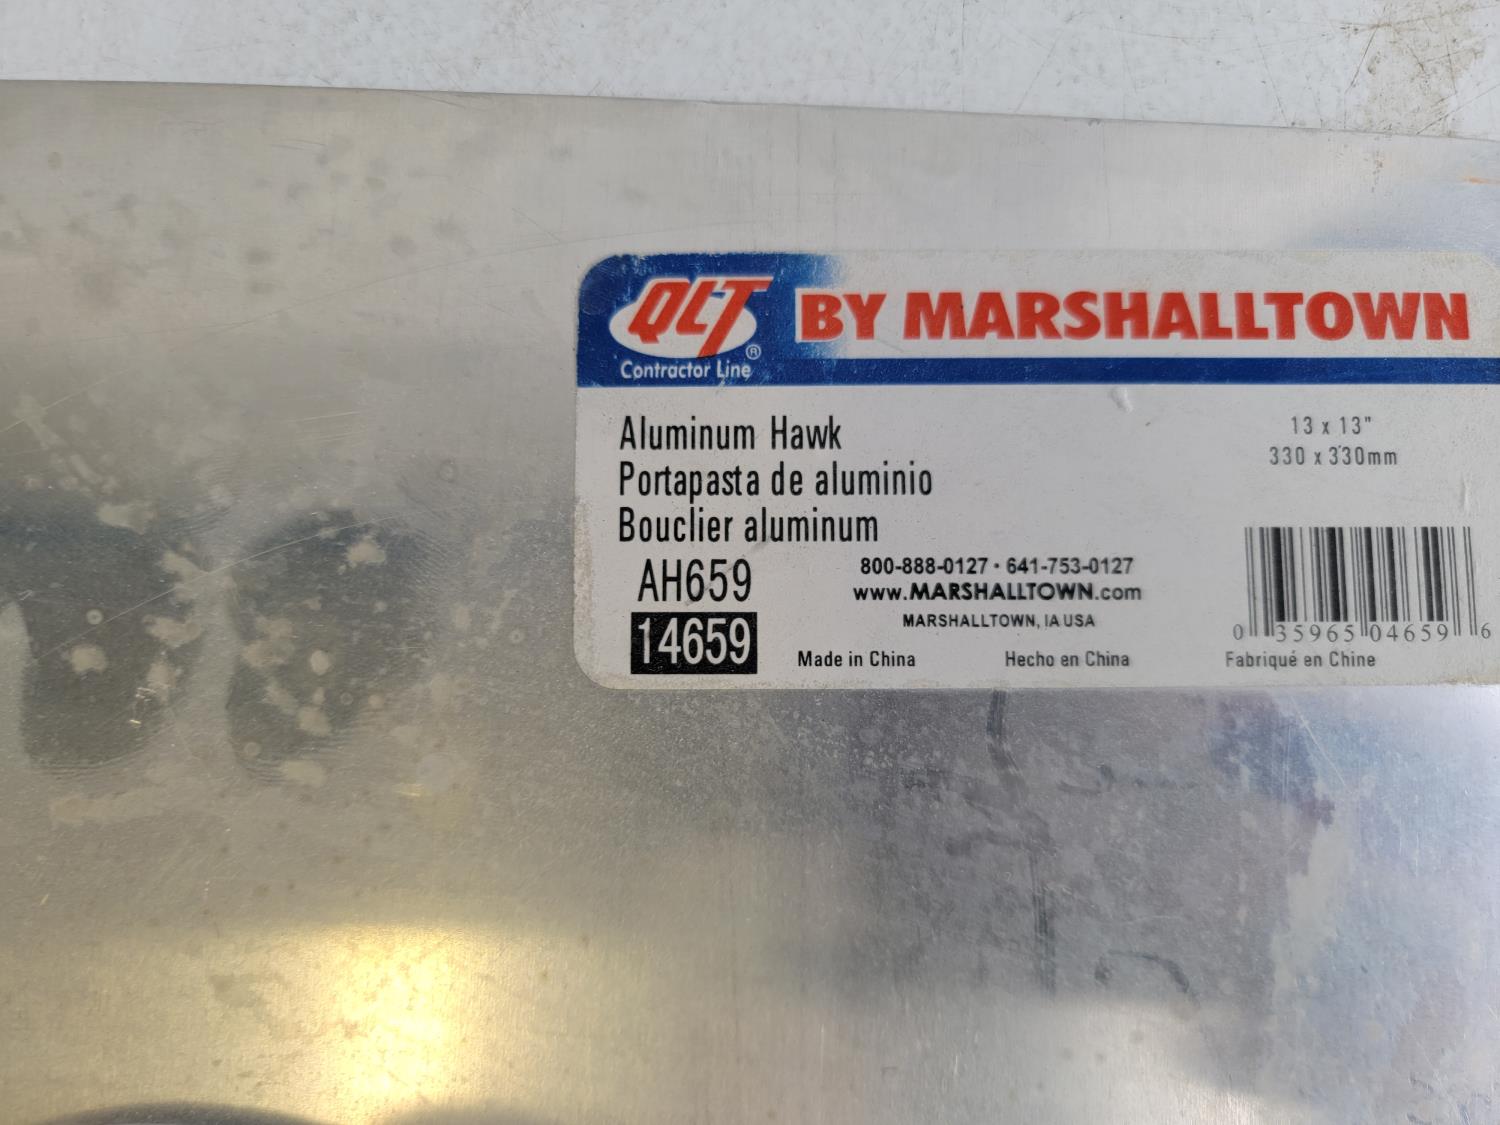 QLT® BY MARSHALLTOWN
Contractor Line
Aluminum Hawk
Portapasta de aluminio
Bouclier aluminum
13 x 13"
330 x 330mm
AH659
14659
800-888-0127 • 641-753-0127
www.MARSHALLTOWN.com
MARSHALLTOWN, IA USA
0 35965 04659 6
Made in China
Hecho en China
Fabriqué en Chine